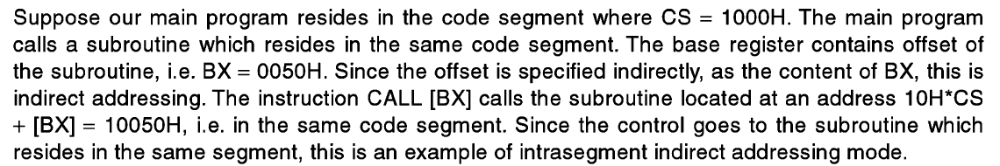 Suppose our main program resides in the code segment where CS = 1000H. The main program
calls a subroutine which resides in the same code segment. The base register contains offset of
the subroutine, i.e. BX = 0050H. Since the offset is specified indirectly, as the content of BX, this is
indirect addressing. The instruction CALL [BX] calls the subroutine located at an address 10H*CS
+ [BX] = 10050H, i.e. in the same code segment. Since the control goes to the subroutine which
resides in the same segment, this is an example of intrasegment indirect addressing mode.